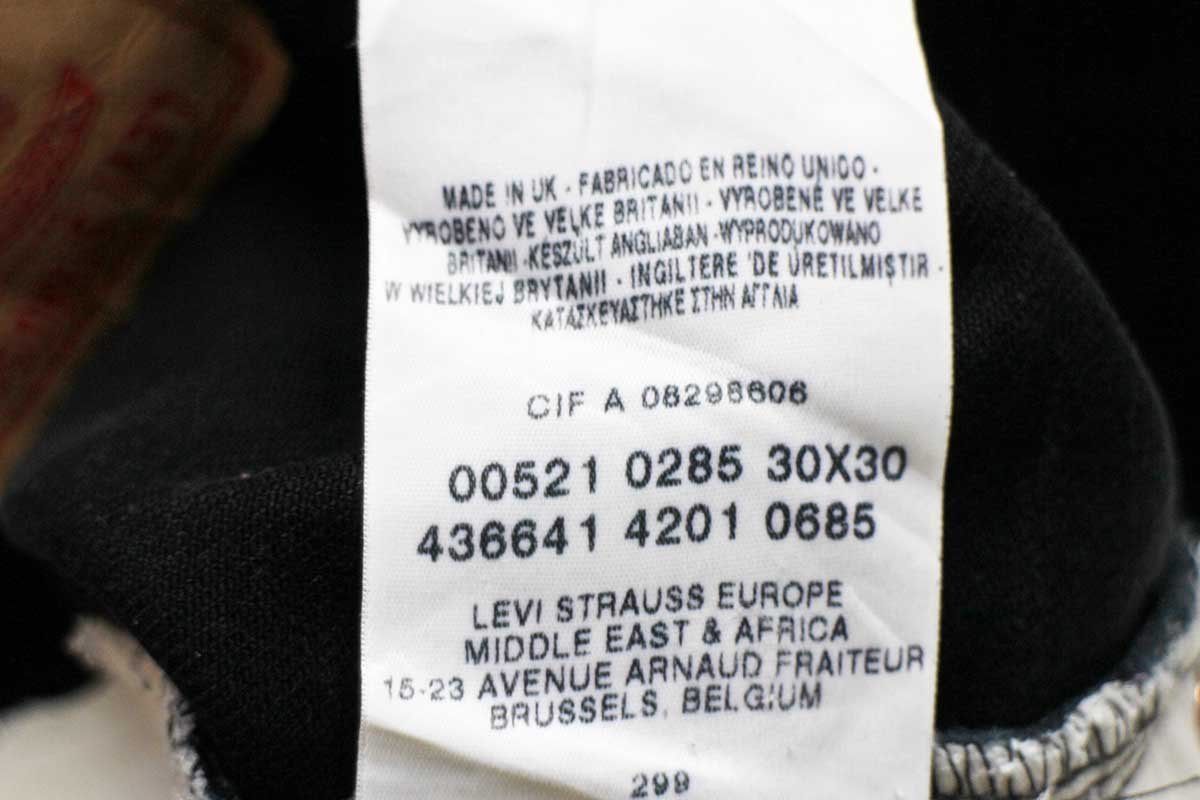 MADE IN UK - FABRICADO EN REINO UNIDO -
VYROBENO VE VELKE BRITANII - VYROBENÉ VE VELKE
BRITANII -KÉSZÜLT ANGLIABAN -WYPRODUKOWANO
W WIELKIEJ BRYTANII - INGILTERE 'DE ÜRETILMIŞTIR -
ΚΑΤΑΣΚΕΥΑΣΤΗΚΕ ΣΤΗΝ ΑΓΓΛΙΑ
CIF A 08298606
00521 0285 30X30
436641 4201 0685
LEVI STRAUSS EUROPE
MIDDLE EAST & AFRICA
15-23 AVENUE ARNAUD FRAITEUR
BRUSSELS, BELGIUM
299